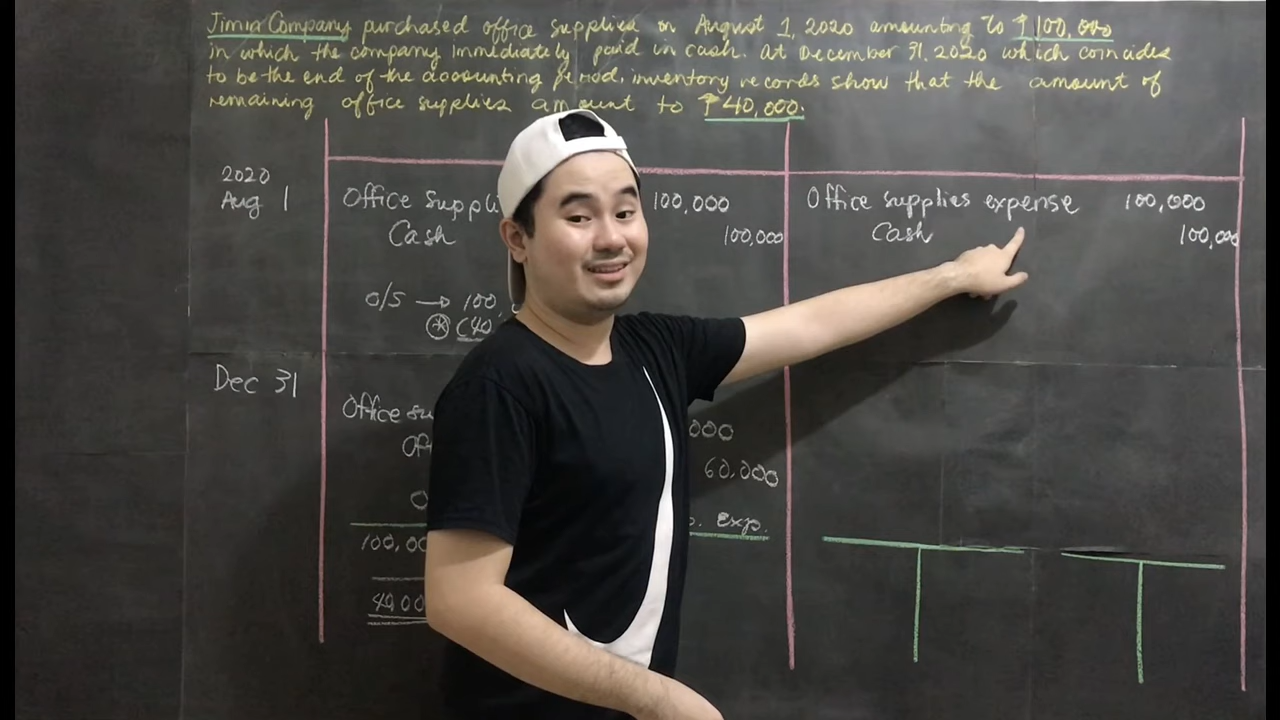 Jimin Company purchased office supplies on August 1, 2020 amounting to ₱100,000
in which the company immediately paid in cash. At December 31, 2020 which coincides
to be the end of the accounting period, inventory records show that the amount of
remaining office supplies amount to ₱40,000.
2020
Aug 1
Office Suppli 100,000
Cash 100,000
O/S → 100,
(40
Office supplies expense 100,000
Cash 100,000
Dec 31
Office su 000
Off 60,000
O p. Exp.
100,00
40,00